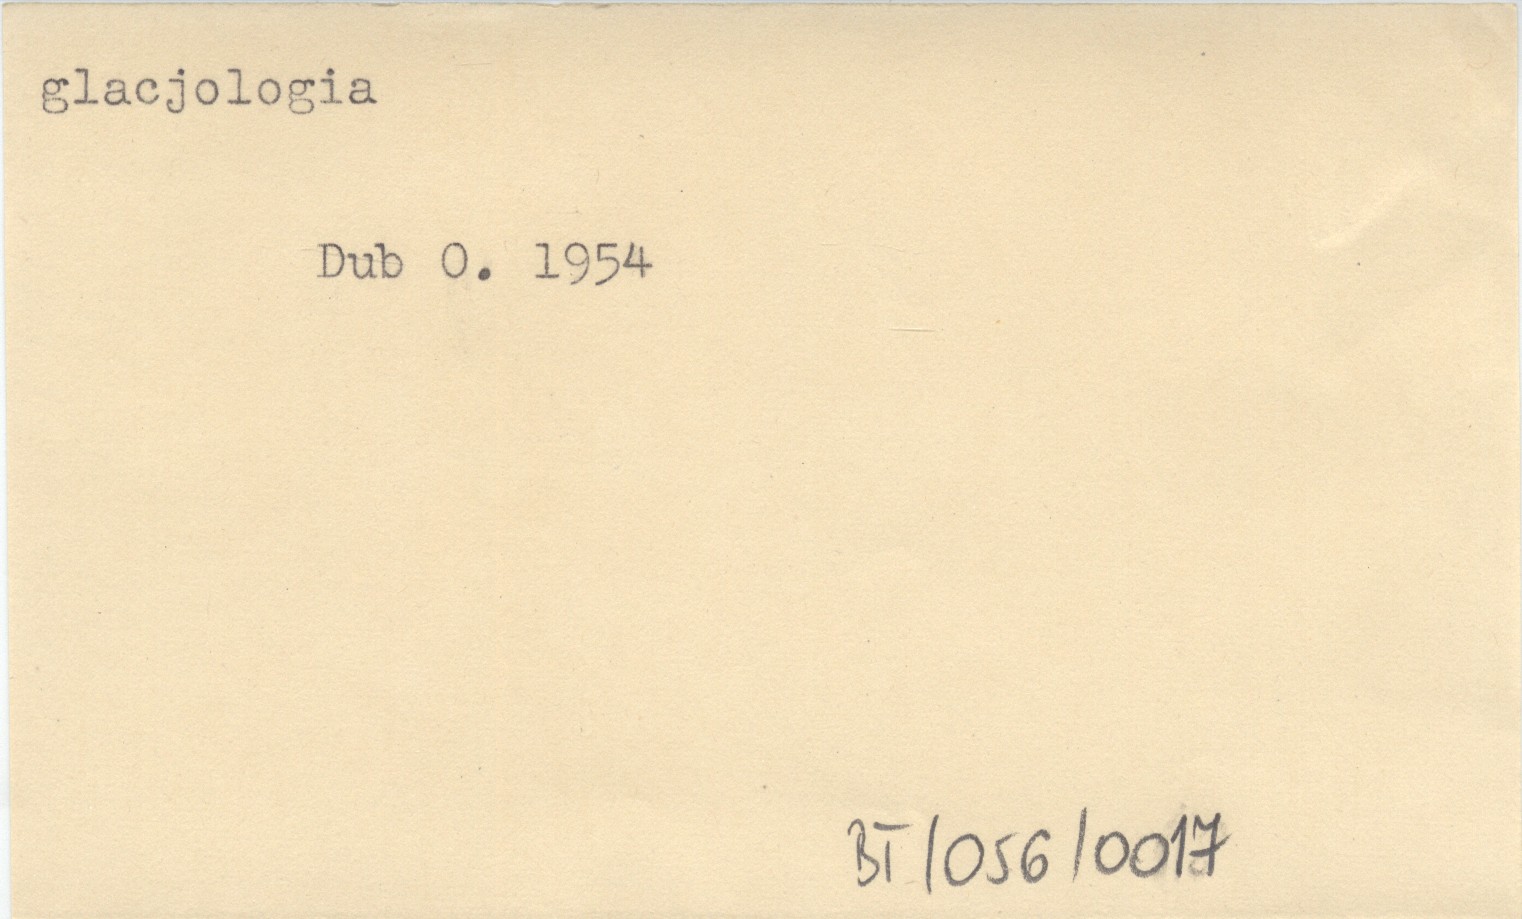 glacjologia
Dub O. 1954
BT/056/0017